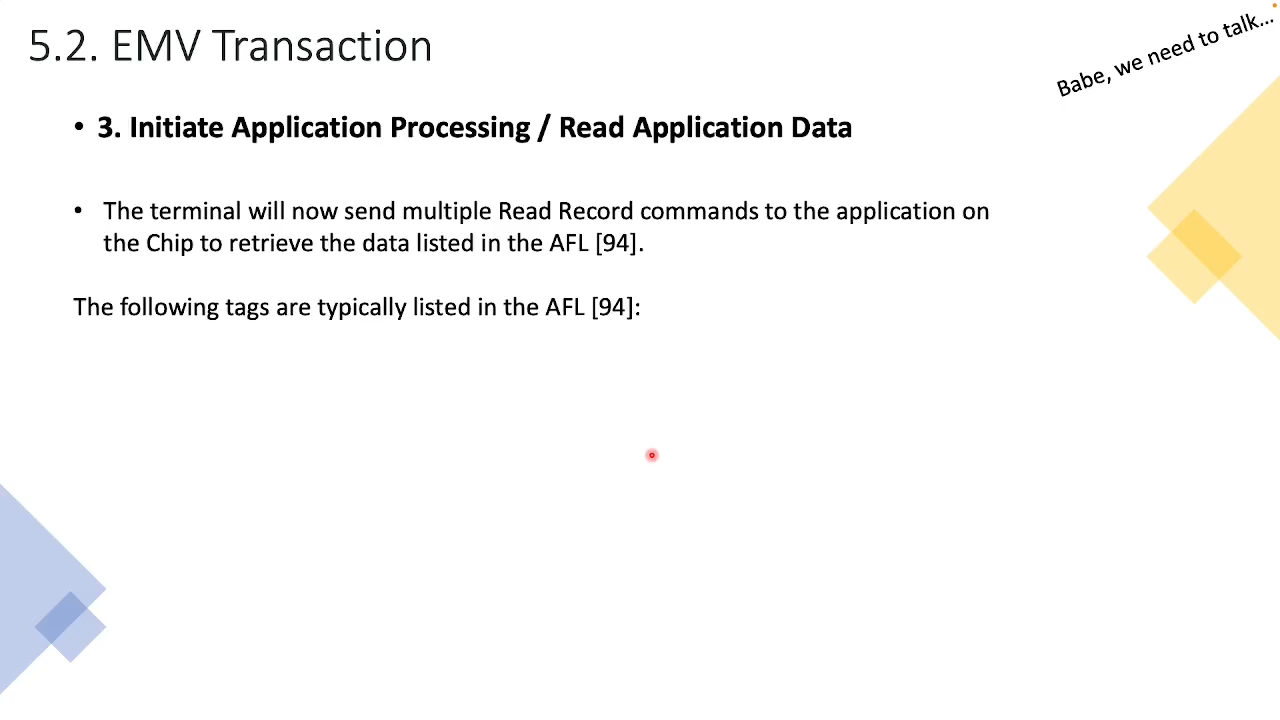 5.2. EMV Transaction
Babe, we need to talk...
• 3. Initiate Application Processing / Read Application Data
• The terminal will now send multiple Read Record commands to the application on
the Chip to retrieve the data listed in the AFL [94].
The following tags are typically listed in the AFL [94]: